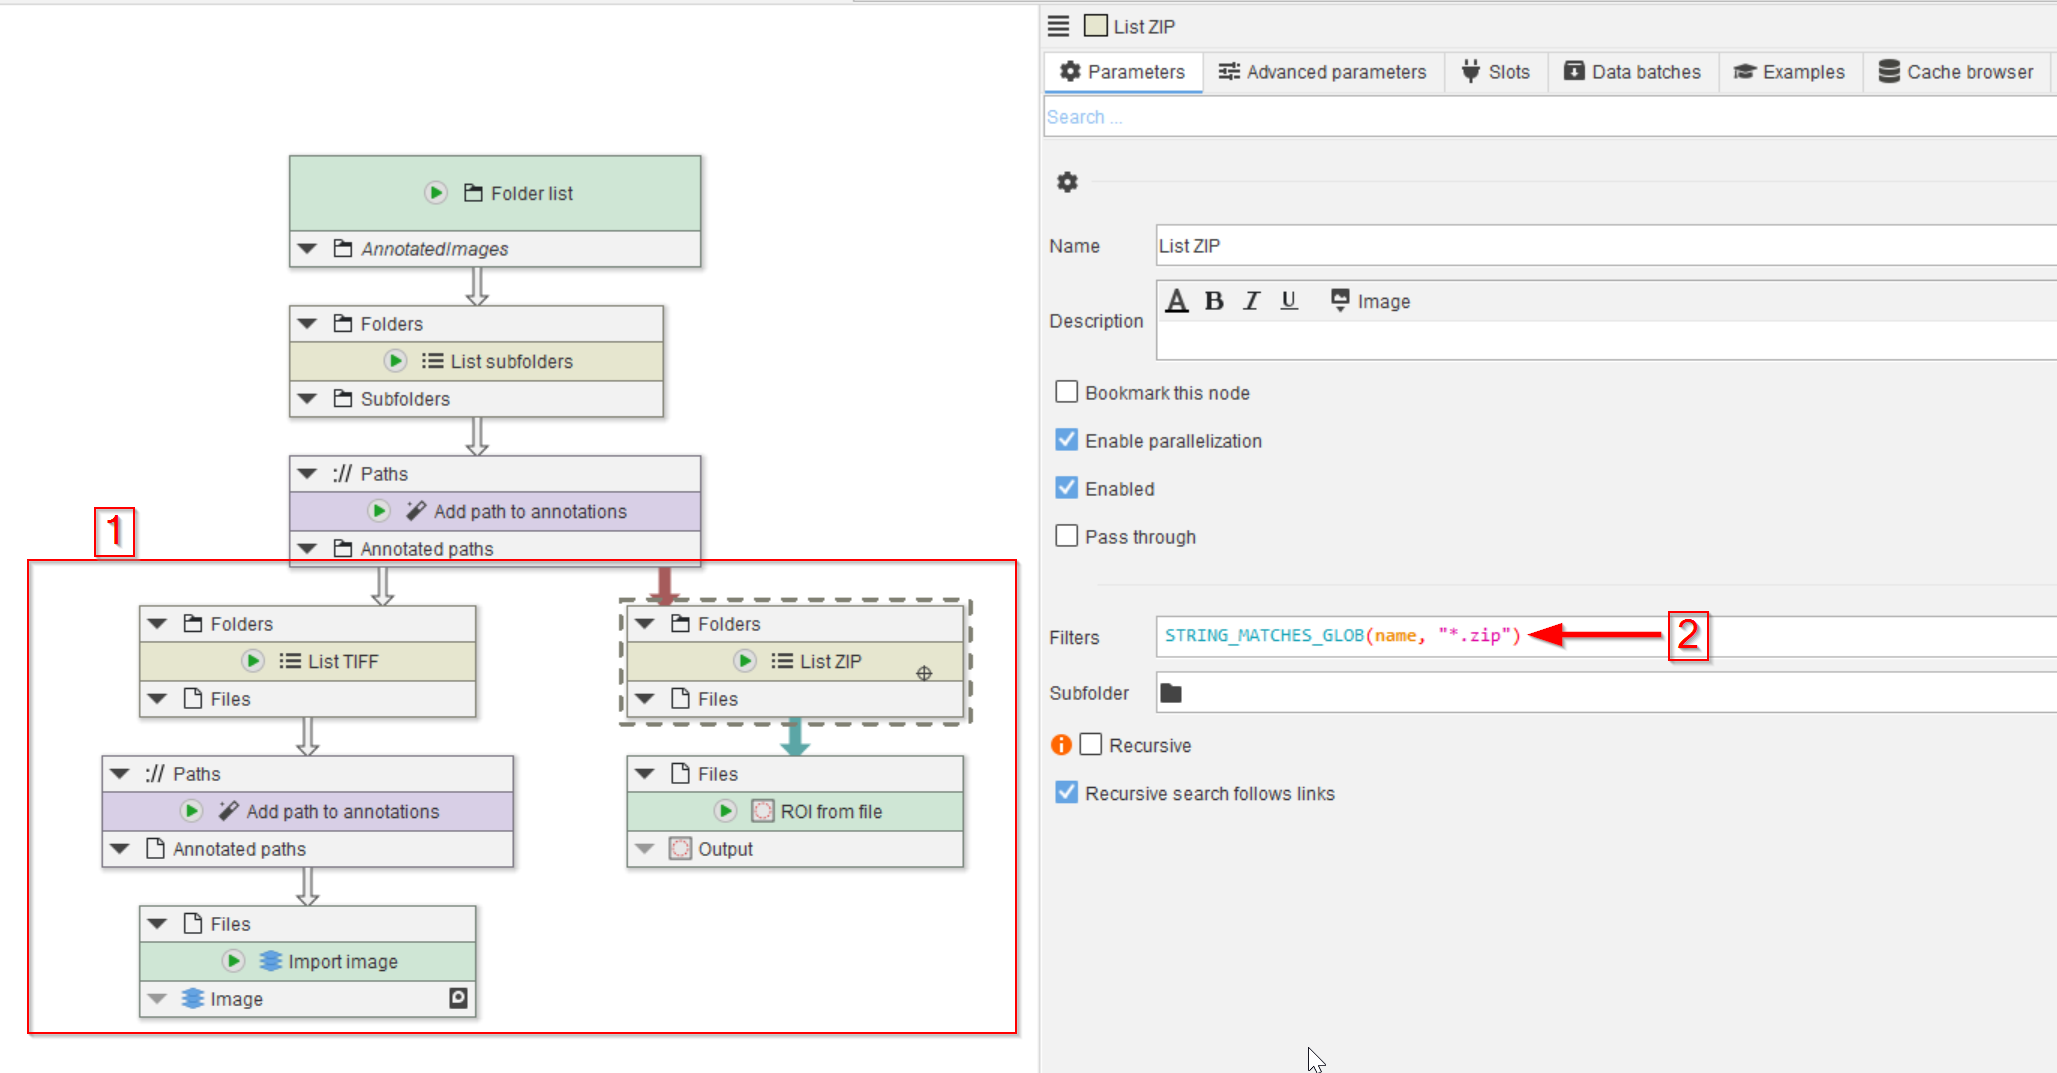 Folder list
AnnotatedImages
Folders
List subfolders
Subfolders
:// Paths
Add path to annotations
Annotated paths
1
Folders
List TIFF
Files
:// Paths
Add path to annotations
Annotated paths
Files
Import image
Image
Folders
List ZIP
Files
Files
ROI from file
Output
List ZIP
Parameters
Advanced parameters
Slots
Data batches
Examples
Cache browser
Search ...
Name
List ZIP
Description
A B I U Image
Bookmark this node
Enable parallelization
Enabled
Pass through
Filters
STRING_MATCHES_GLOB(name, "*.zip")
2
Subfolder
Recursive
Recursive search follows links